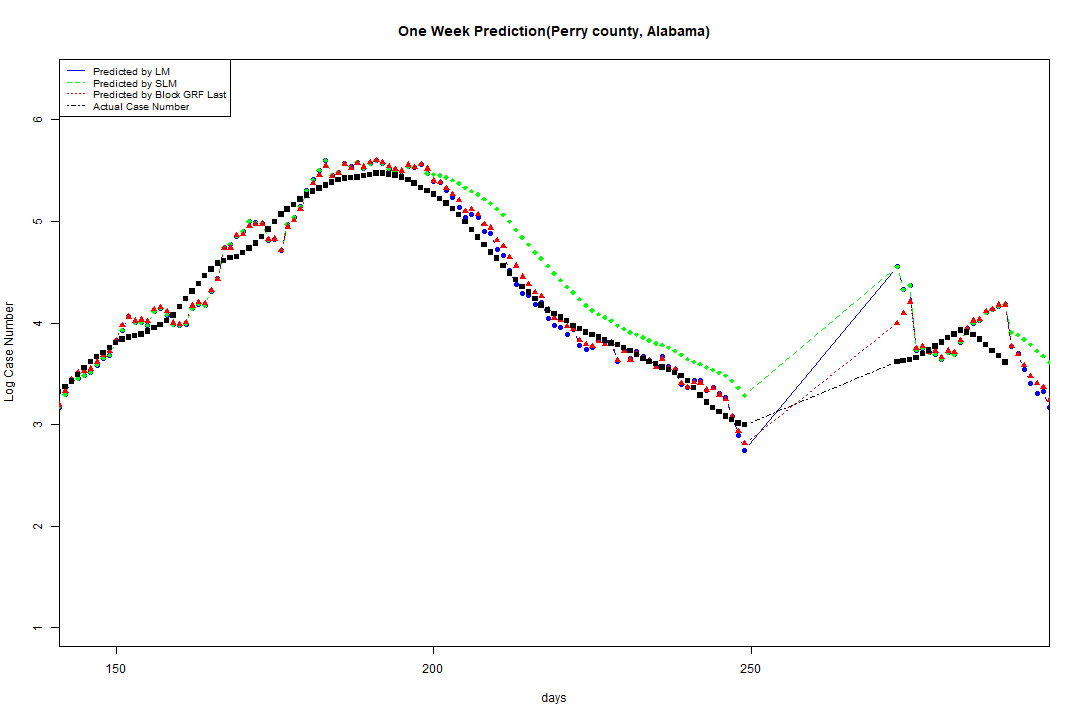 One Week Prediction(Perry county, Alabama)
Predicted by LM
Predicted by SLM
Predicted by Block GRF Last
Actual Case Number
Log Case Number
6
5
4
3
2
1
150
200
250
days